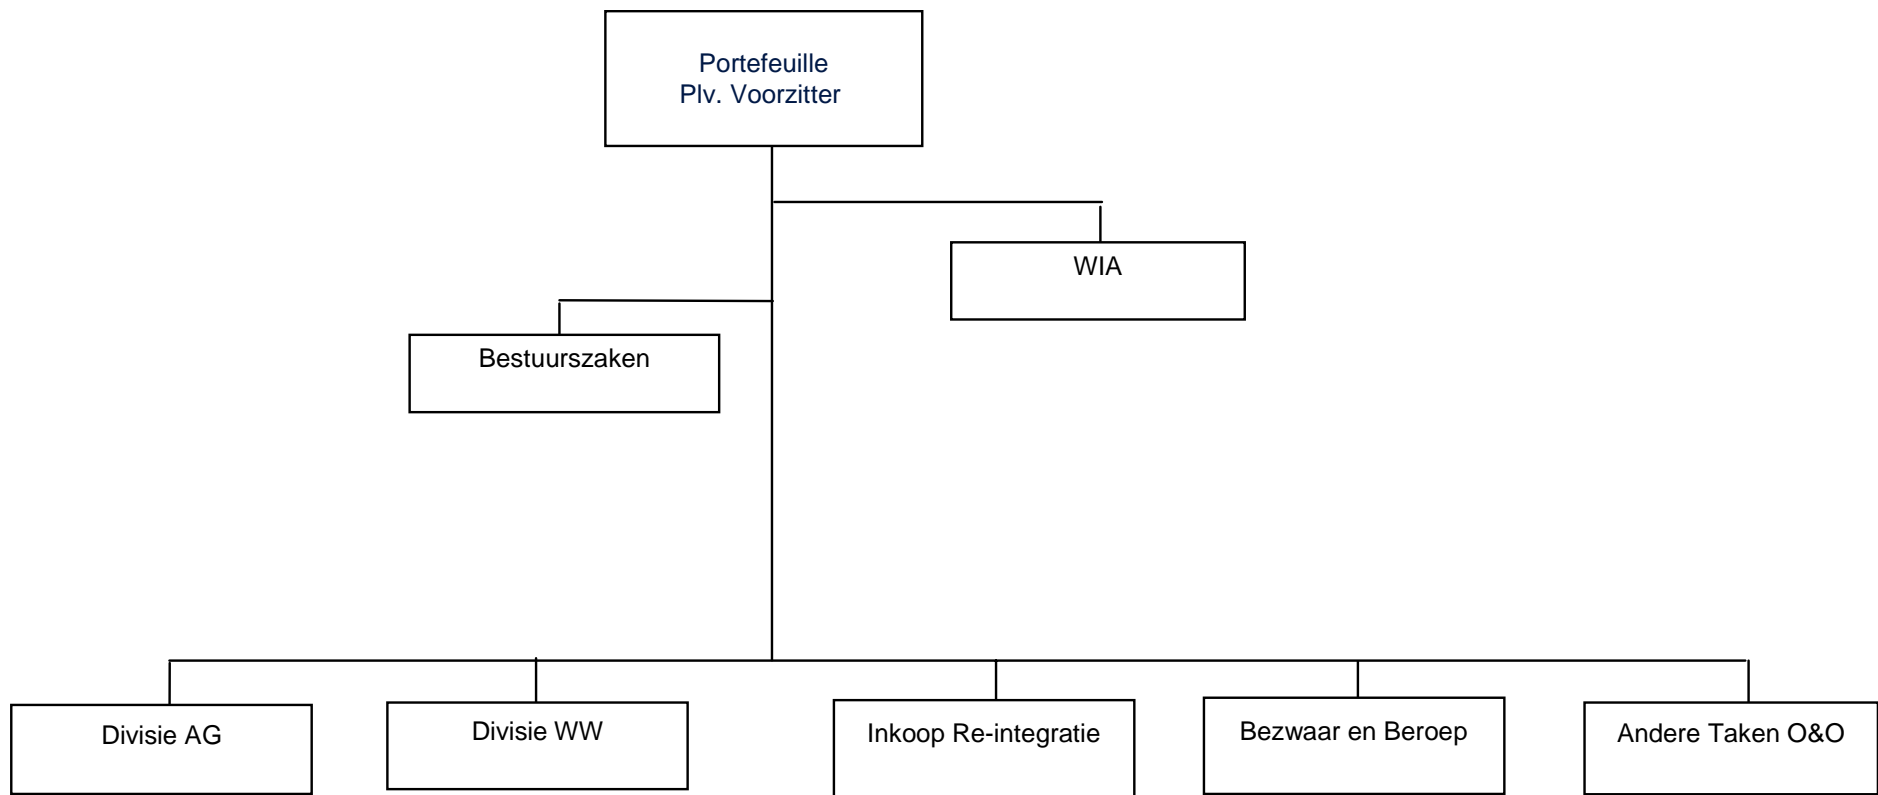 Portefeuille
Plv. Voorzitter
WIA
Bestuurszaken
Divisie AG
Divisie WW
Inkoop Re-integratie
Bezwaar en Beroep
Andere Taken O&O